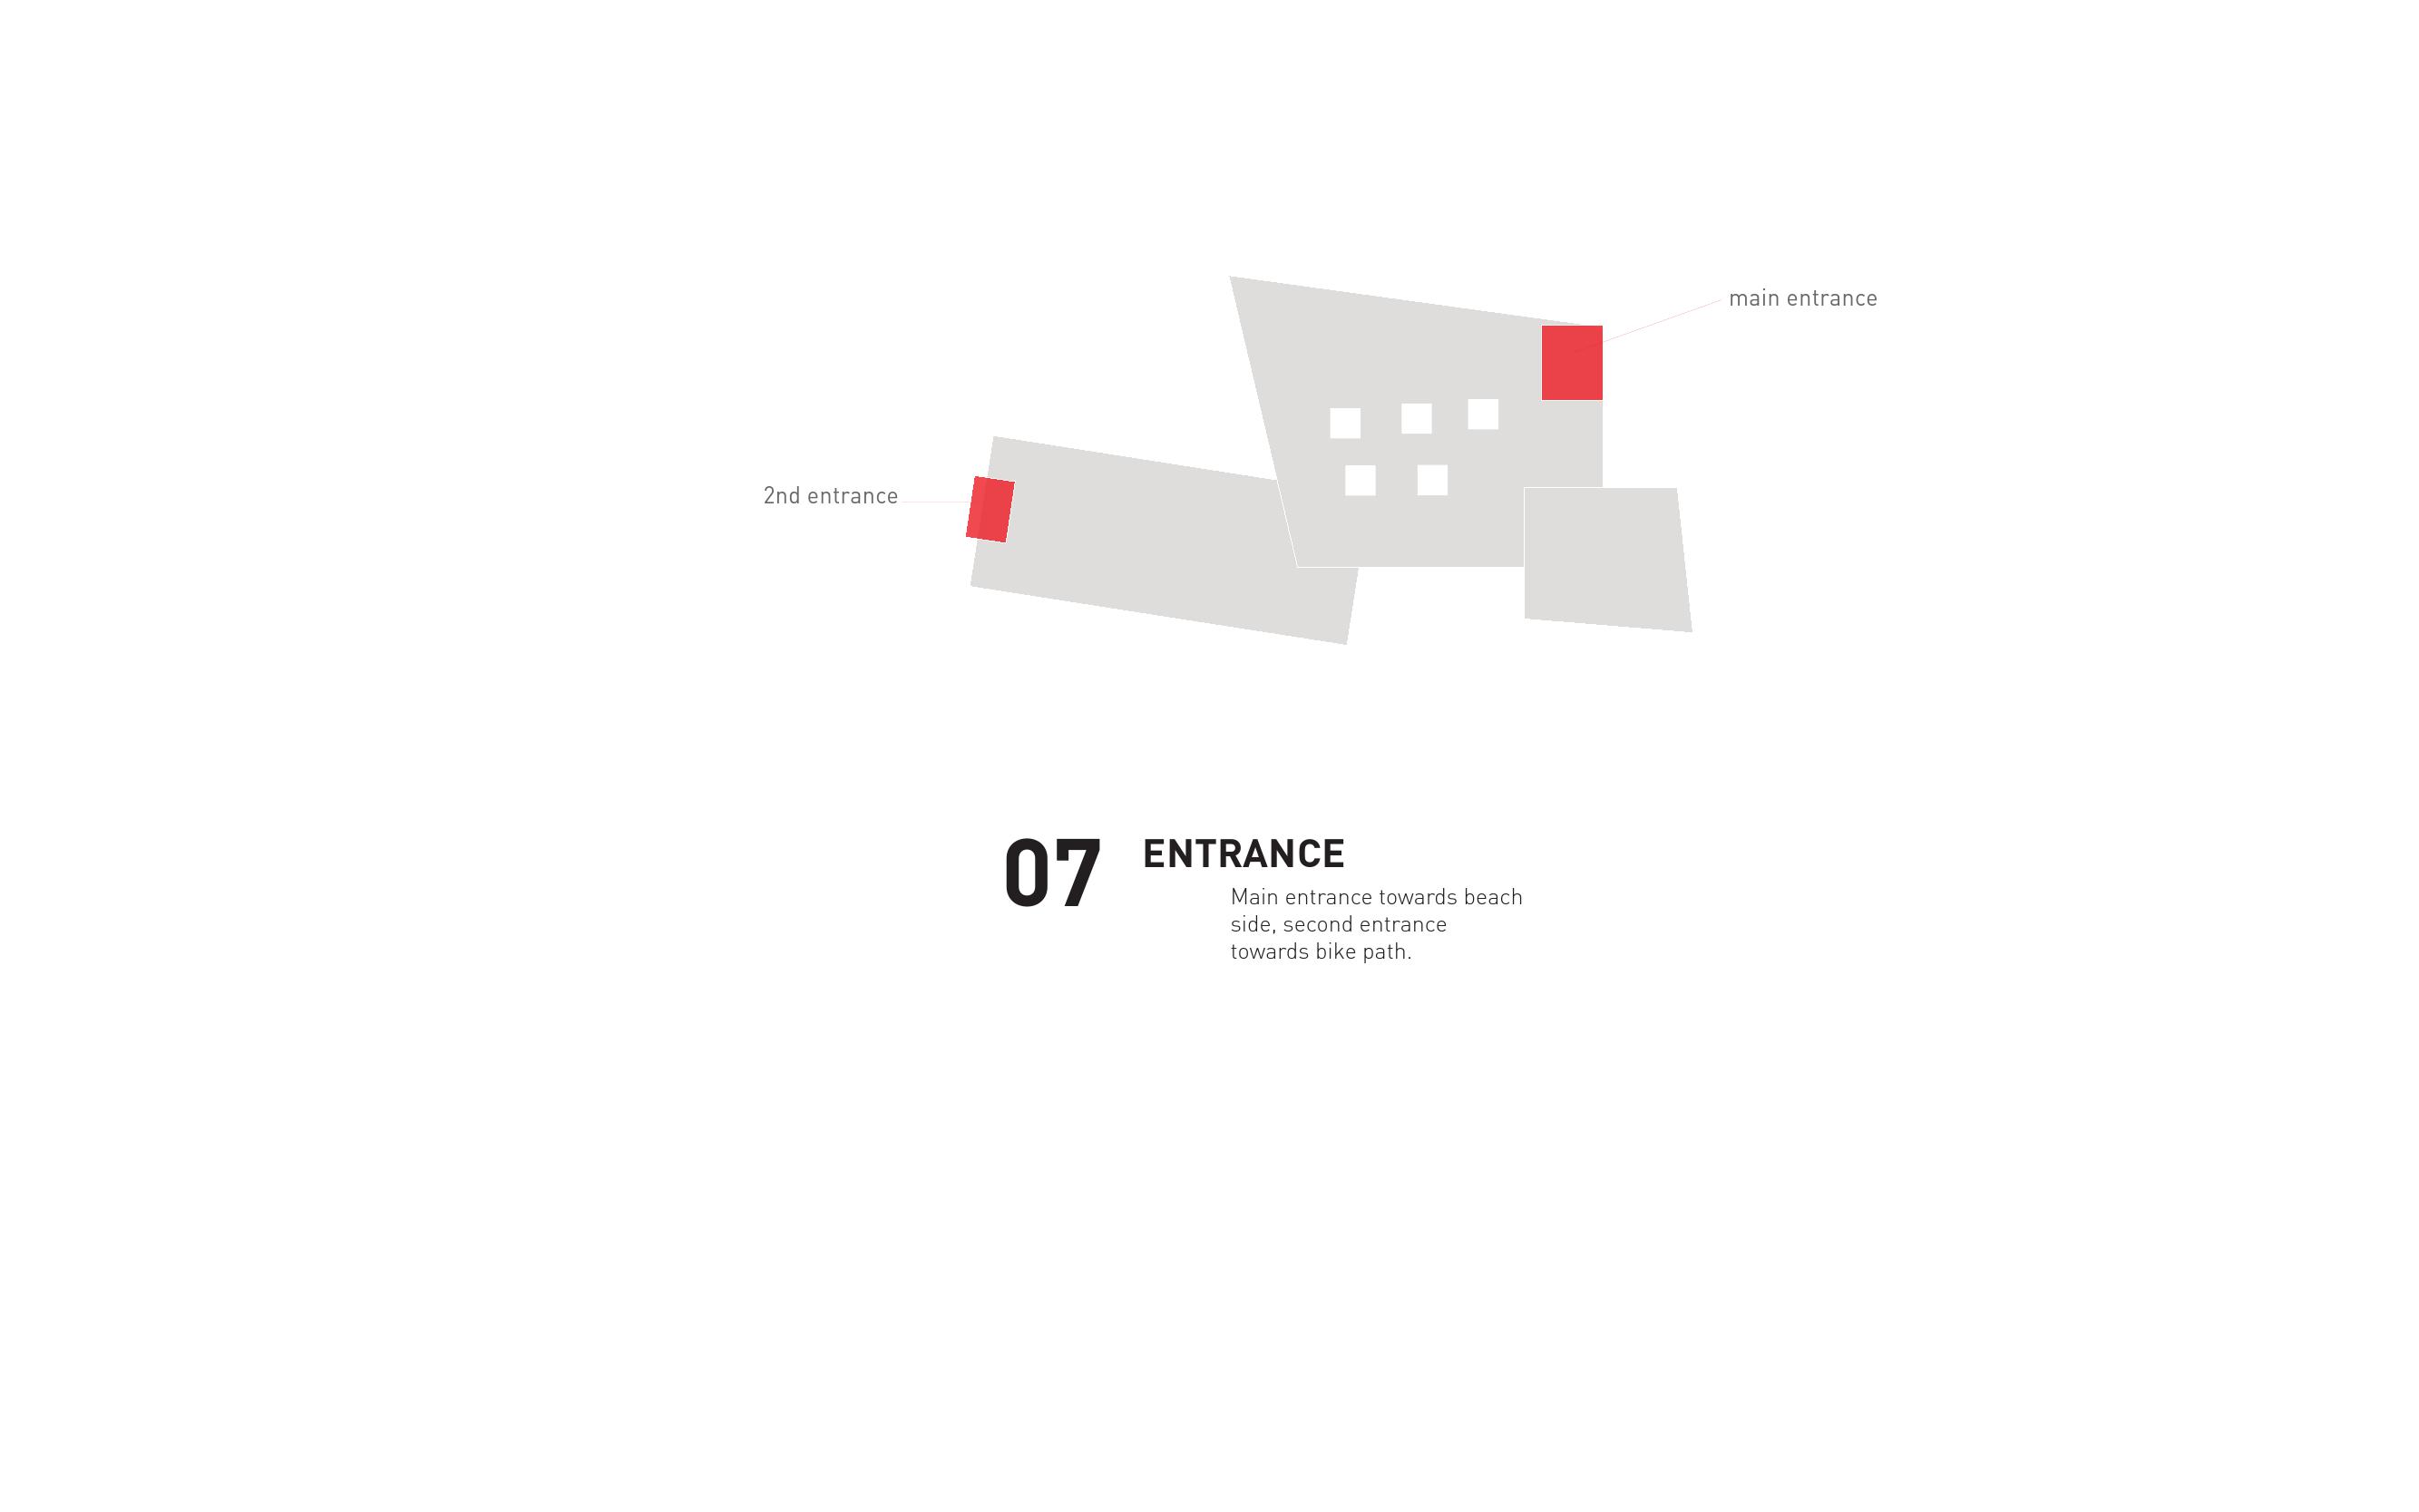 main entrance
2nd entrance
07 ENTRANCE
Main entrance towards beach
side, second entrance
towards bike path.